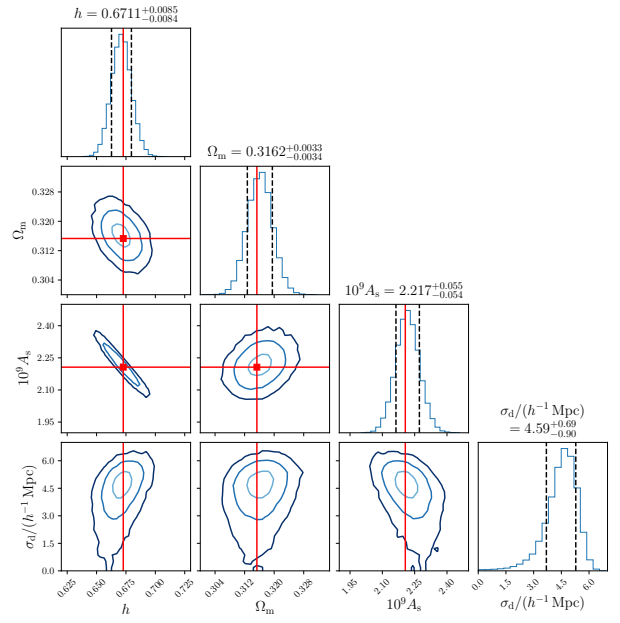 h = 0.6711^{+0.0085}_{-0.0084}
Ω_m = 0.3162^{+0.0033}_{-0.0034}
0.328
0.320
0.312
0.304
Ω_m
10^9 A_s = 2.217^{+0.055}_{-0.054}
2.40
2.25
2.10
1.95
10^9 A_s
σ_d/(h^{-1} Mpc)
= 4.59^{+0.69}_{-0.90}
6.0
4.5
3.0
1.5
0.0
σ_d/(h^{-1} Mpc)
0.625 0.650 0.675 0.700 0.725
0.304 0.312 0.320 0.328
1.95 2.10 2.25 2.40
0.0 1.5 3.0 4.5 6.0
h
Ω_m
10^9 A_s
σ_d/(h^{-1} Mpc)